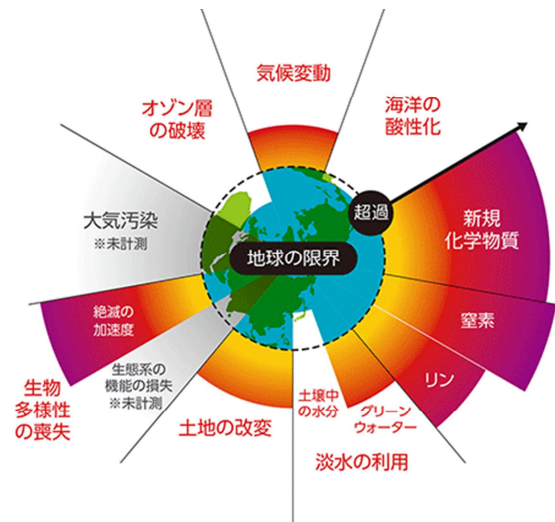 気候変動
オゾン層
の破壊
海洋の
酸性化
超過
大気汚染
※未計測
新規
化学物質
地球の限界
絶滅の
加速度
窒素
生態系の
機能の損失
※未計測
リン
生物
多様性
の喪失
土地の改変
土壌中
の水分
グリーン
ウォーター
淡水の利用